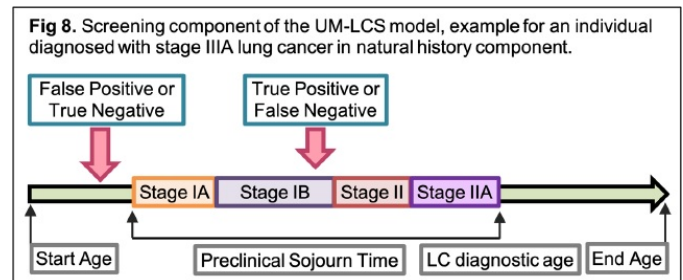 Fig 8. Screening component of the UM-LCS model, example for an individual
diagnosed with stage IIIA lung cancer in natural history component.
False Positive or
True Negative
True Positive or
False Negative
Stage IA
Stage IB
Stage II
Stage IIA
Start Age
Preclinical Sojourn Time
LC diagnostic age
End Age